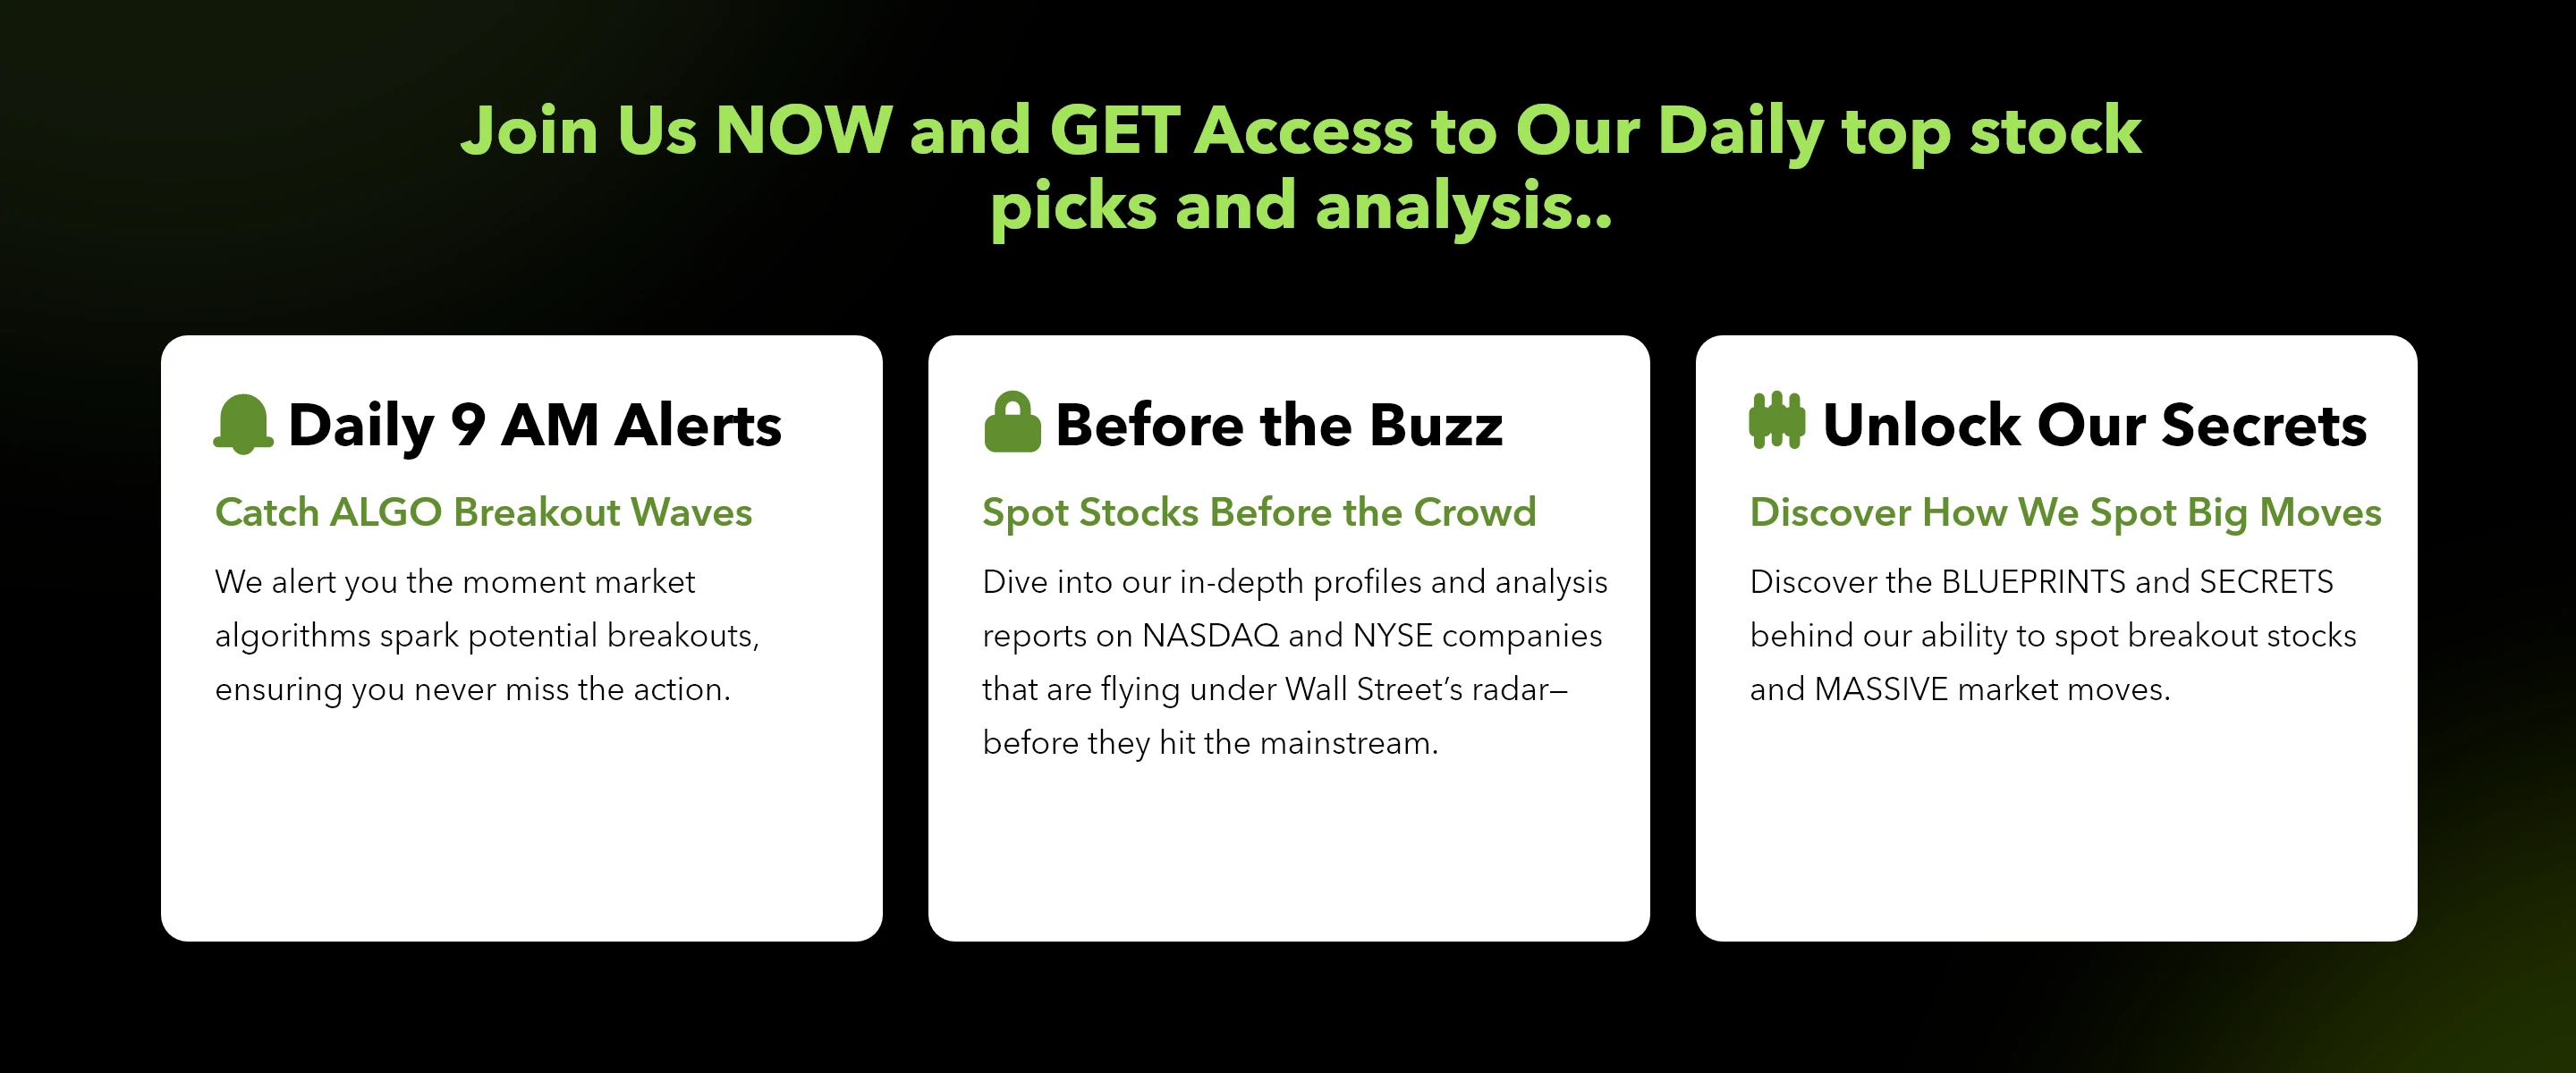 Join Us NOW and GET Access to Our Daily top stock
picks and analysis..
Daily 9 AM Alerts
Catch ALGO Breakout Waves
We alert you the moment market
algorithms spark potential breakouts,
ensuring you never miss the action.
Before the Buzz
Spot Stocks Before the Crowd
Dive into our in-depth profiles and analysis
reports on NASDAQ and NYSE companies
that are flying under Wall Street’s radar—
before they hit the mainstream.
Unlock Our Secrets
Discover How We Spot Big Moves
Discover the BLUEPRINTS and SECRETS
behind our ability to spot breakout stocks
and MASSIVE market moves.